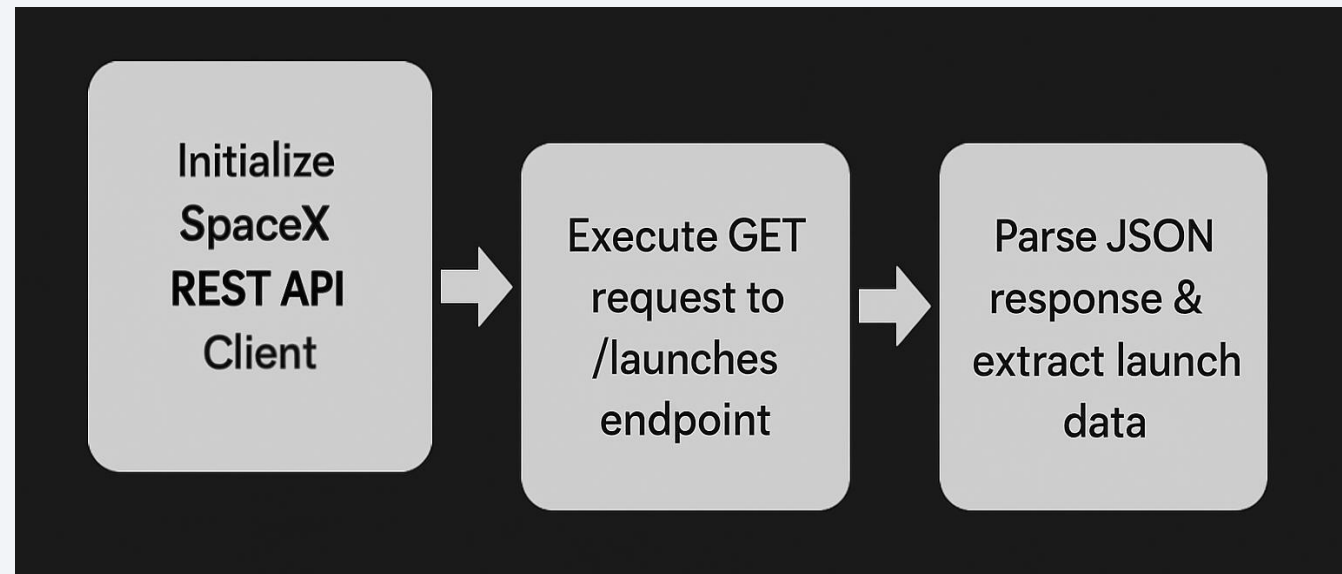 Initialize
SpaceX
REST API
Client
Execute GET
request to
/launches
endpoint
Parse JSON
response &
extract launch
data